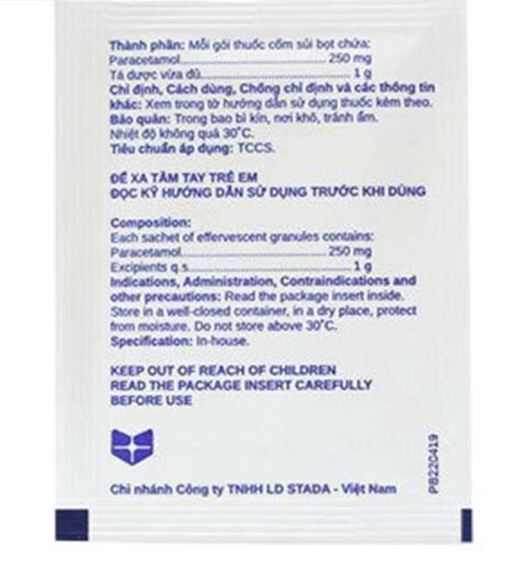 Thành phần: Mỗi gói thuốc cốm sủi bọt chứa:
Paracetamol.......................................... 250 mg
Tá dược vừa đủ.......................................... 1 g
Chỉ định, Cách dùng, Chống chỉ định và các thông tin
khác: Xem trong tờ hướng dẫn sử dụng thuốc kèm theo.
Bảo quản: Trong bao bì kín, nơi khô, tránh ẩm.
Nhiệt độ không quá 30°C.
Tiêu chuẩn áp dụng: TCCS.
ĐỂ XA TẦM TAY TRẺ EM
ĐỌC KỸ HƯỚNG DẪN SỬ DỤNG TRƯỚC KHI DÙNG
Composition:
Each sachet of effervescent granules contains:
Paracetamol.......................................... 250 mg
Excipients q.s.......................................... 1 g
Indications, Administration, Contraindications and
other precautions: Read the package insert inside.
Store in a well-closed container, in a dry place, protect
from moisture. Do not store above 30°C.
Specification: In-house.
KEEP OUT OF REACH OF CHILDREN
READ THE PACKAGE INSERT CAREFULLY
BEFORE USE
Chi nhánh Công ty TNHH LD STADA - Việt Nam
PB220419